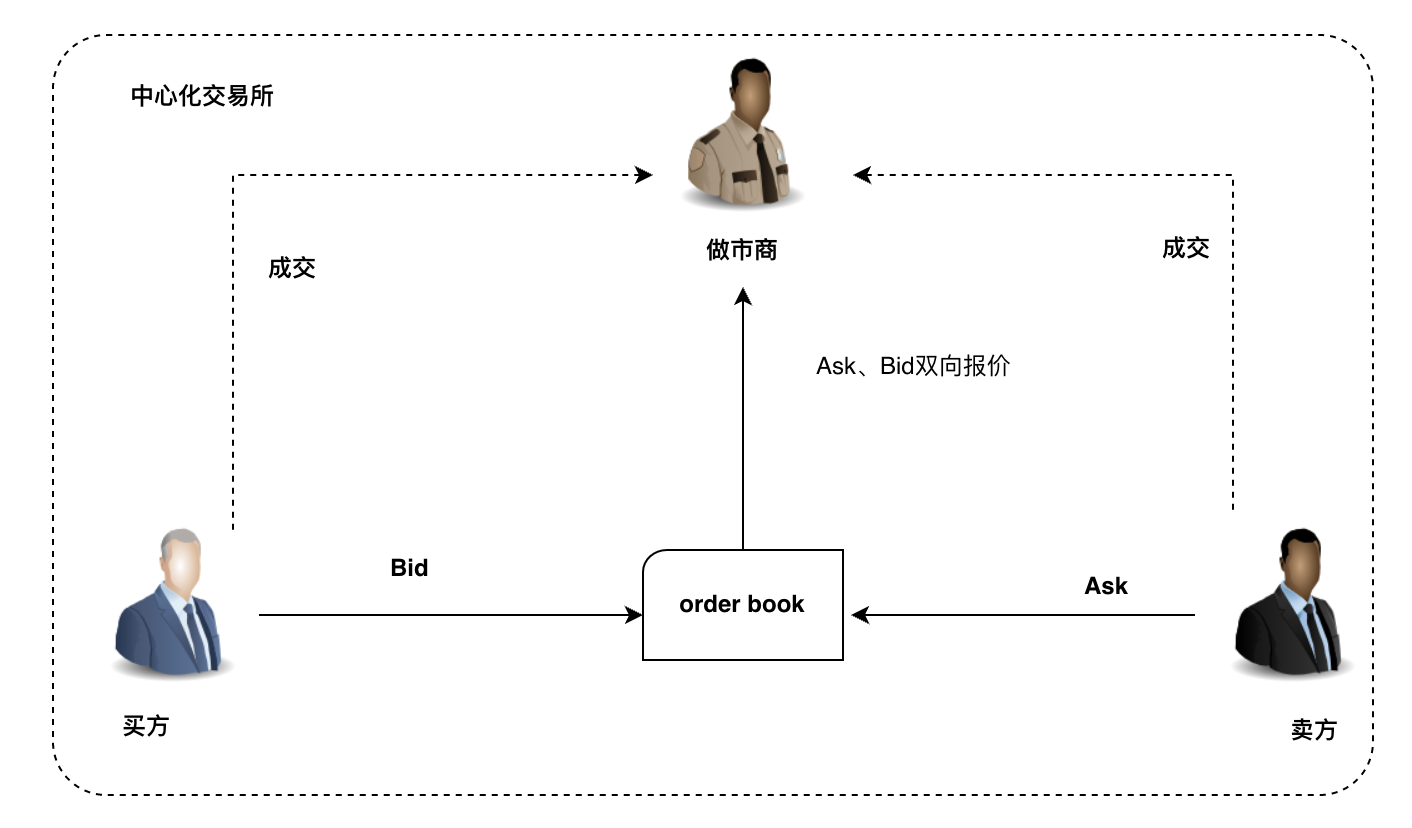 中心化交易所
做市商
成交
成交
Ask、Bid双向报价
Bid
order book
Ask
买方
卖方